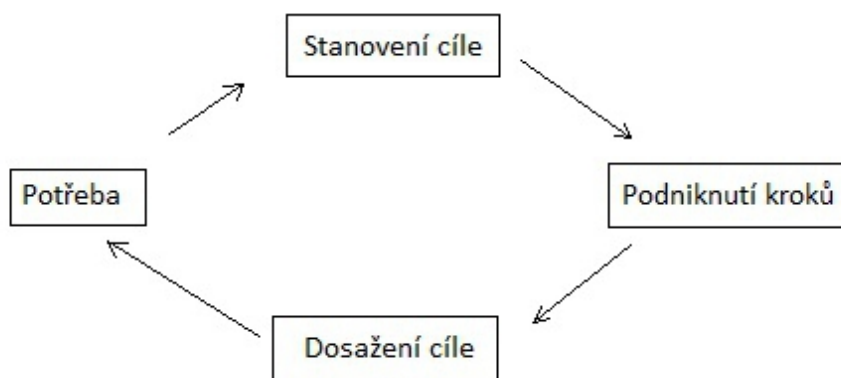 Stanovení cíle
Potřeba
Podniknutí kroků
Dosažení cíle